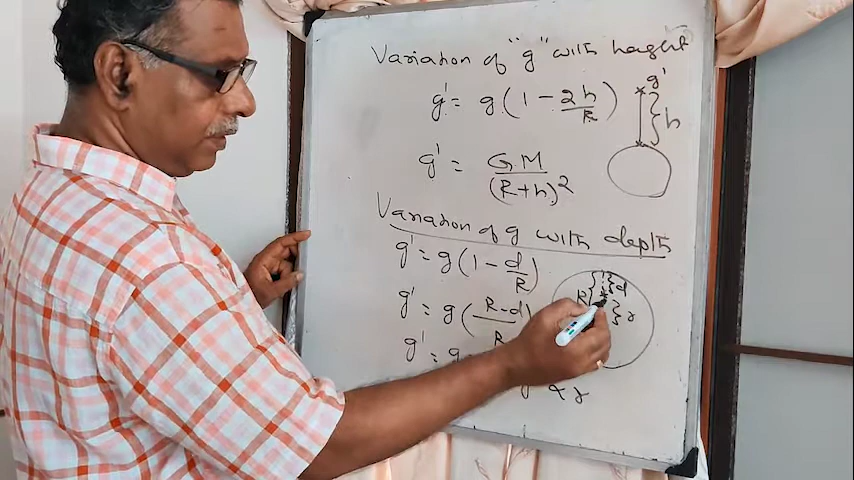 Variation of "g" with height
g' = g(1 - 2h/R)
g'
h
g' = GM/(R+h)2
Variation of g with depth
g' = g(1 - d/R)
R
d
r
g' = g(R-d/R)
g' = g
g' ∝ r